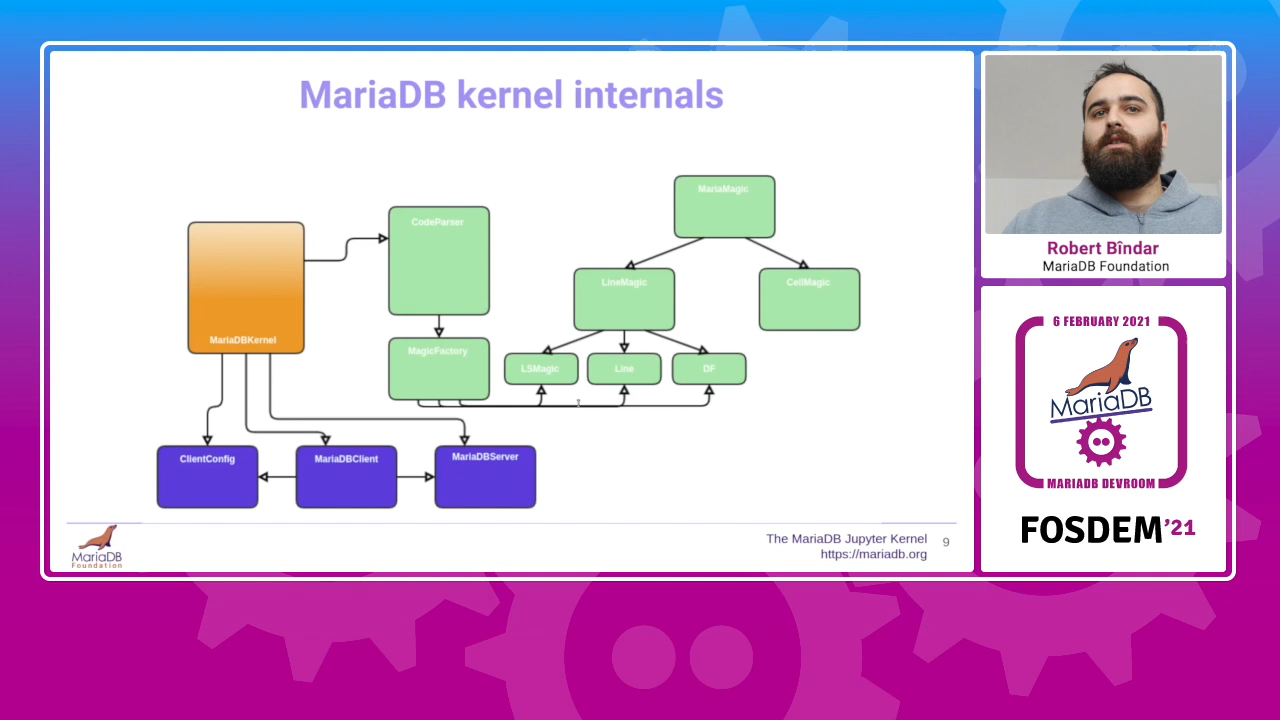 MariaDB kernel internals
MariaMagic
CodeParser
LineMagic
CellMagic
MariaDBKernel
MagicFactory
LSMagic
Line
DF
ClientConfig
MariaDBClient
MariaDBServer
MariaDB
Foundation
The MariaDB Jupyter Kernel
https://mariadb.org
9
Robert Bîndar
MariaDB Foundation
6 FEBRUARY 2021
MariaDB
MARIADB DEVROOM
FOSDEM'21